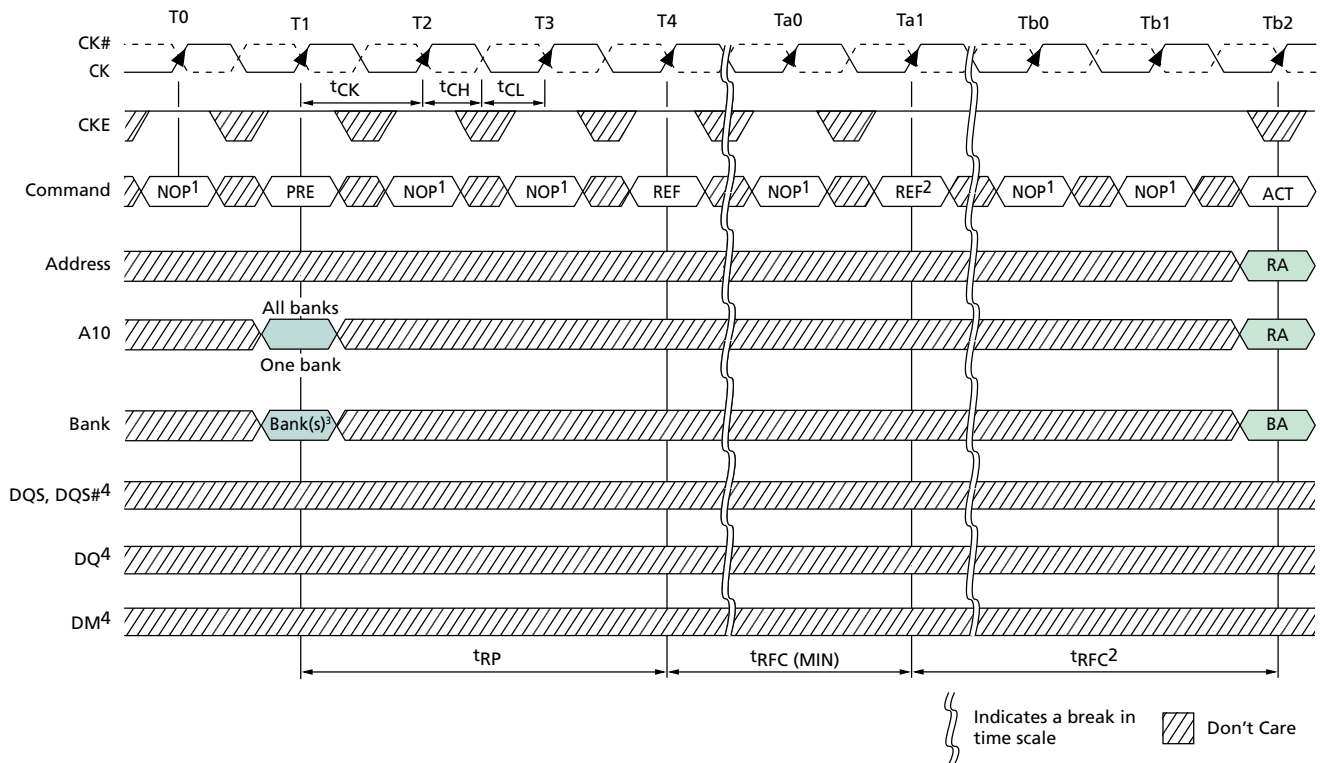 T0 T1 T2 T3 T4 Ta0 Ta1 Tb0 Tb1 Tb2
CK#
CK
tCK tCH tCL
CKE
Command NOP1 PRE NOP1 NOP1 REF NOP1 REF2 NOP1 NOP1 ACT
Address RA
All banks
A10 RA
One bank
Bank Bank(s)3 BA
DQS, DQS#4
DQ4
DM4
tRP tRFC (MIN) tRFC2
Indicates a break in
time scale
Don't Care